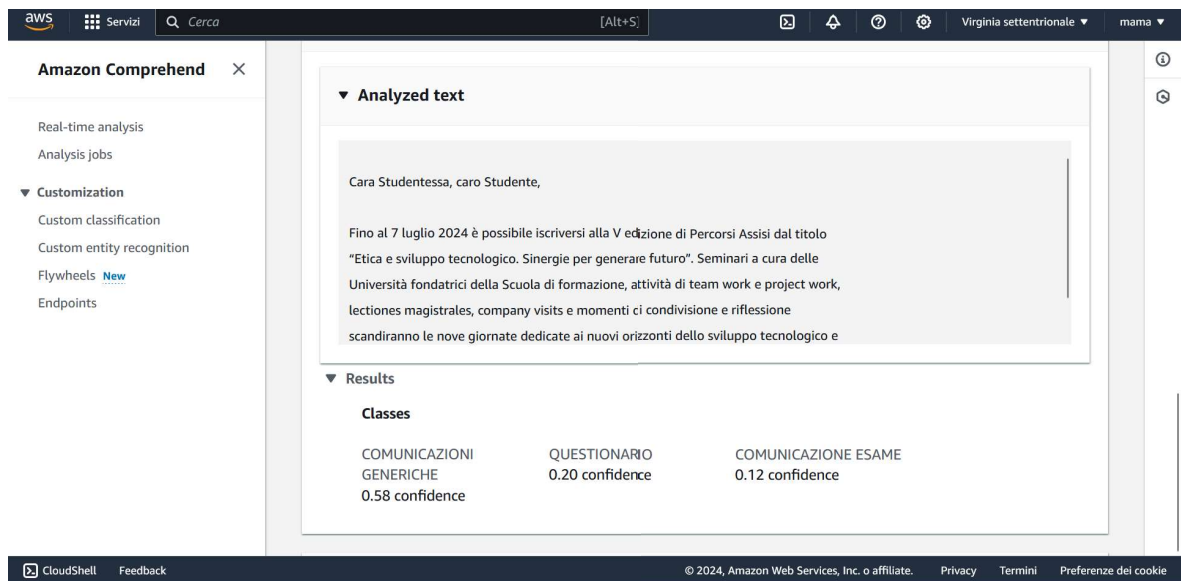 aws Servizi Cerca [Alt+S] Virginia settentrionale ▼ mama ▼
Amazon Comprehend
Real-time analysis
Analysis jobs
Customization
Custom classification
Custom entity recognition
Flywheels New
Endpoints
Analyzed text
Cara Studentessa, caro Studente,
Fino al 7 luglio 2024 è possibile iscriversi alla V edizione di Percorsi Assisi dal titolo
“Etica e sviluppo tecnologico. Sinergie per generare futuro”. Seminari a cura delle
Università fondatrici della Scuola di formazione, attività di team work e project work,
lectiones magistrales, company visits e momenti di condivisione e riflessione
scandiranno le nove giornate dedicate ai nuovi orizzonti dello sviluppo tecnologico e
Results
Classes
COMUNICAZIONI GENERICHE
0.58 confidence
QUESTIONARIO
0.20 confidence
COMUNICAZIONE ESAME
0.12 confidence
CloudShell Feedback © 2024, Amazon Web Services, Inc. o affiliate. Privacy Termini Preferenze dei cookie